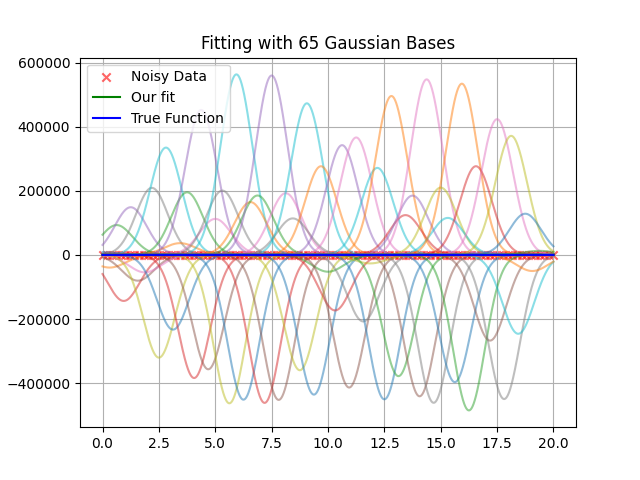 Fitting with 65 Gaussian Bases
Noisy Data
Our fit
True Function
600000
400000
200000
0
−200000
−400000
0.0 2.5 5.0 7.5 10.0 12.5 15.0 17.5 20.0